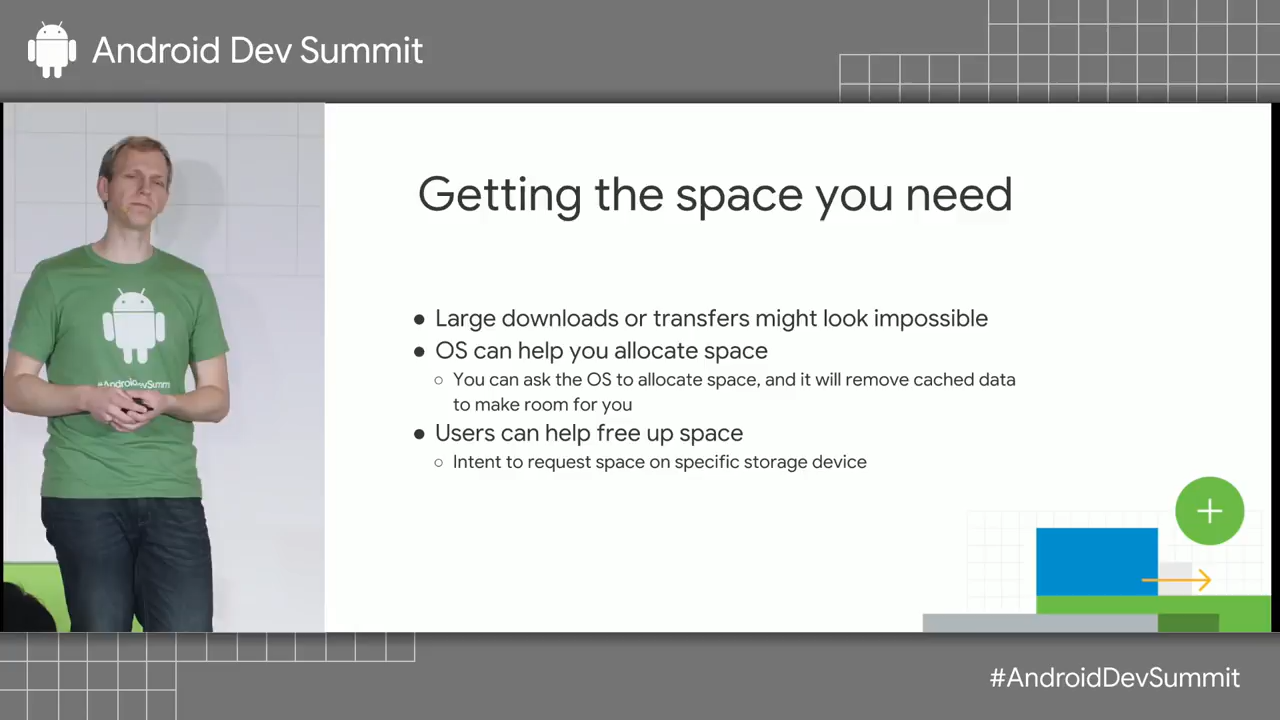 Android Dev Summit
Getting the space you need
● Large downloads or transfers might look impossible
● OS can help you allocate space
○ You can ask the OS to allocate space, and it will remove cached data
to make room for you
● Users can help free up space
○ Intent to request space on specific storage device
#AndroidDevSumm
#AndroidDevSummit